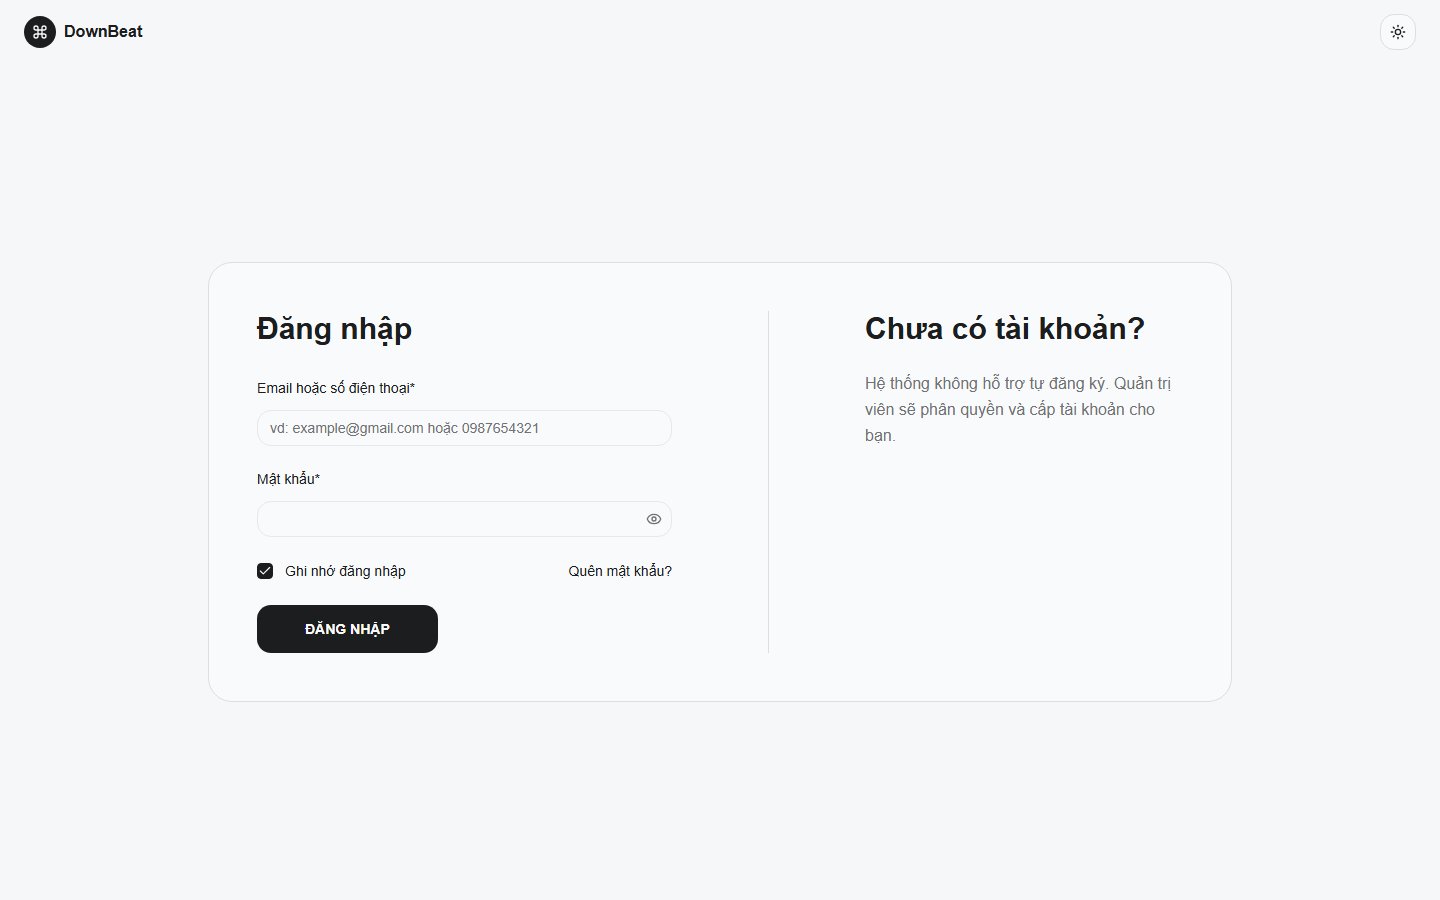 DownBeat
Đăng nhập
Email hoặc số điện thoại*
vd: example@gmail.com hoặc 0987654321
Mật khẩu*
Ghi nhớ đăng nhập
Quên mật khẩu?
ĐĂNG NHẬP
Chưa có tài khoản?
Hệ thống không hỗ trợ tự đăng ký. Quản trị
viên sẽ phân quyền và cấp tài khoản cho
bạn.